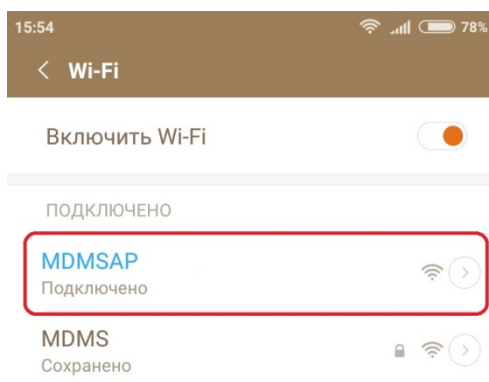 15:54 78%
Wi-Fi
Включить Wi-Fi
ПОДКЛЮЧЕНО
MDMSAP
Подключено
MDMS
Сохранено